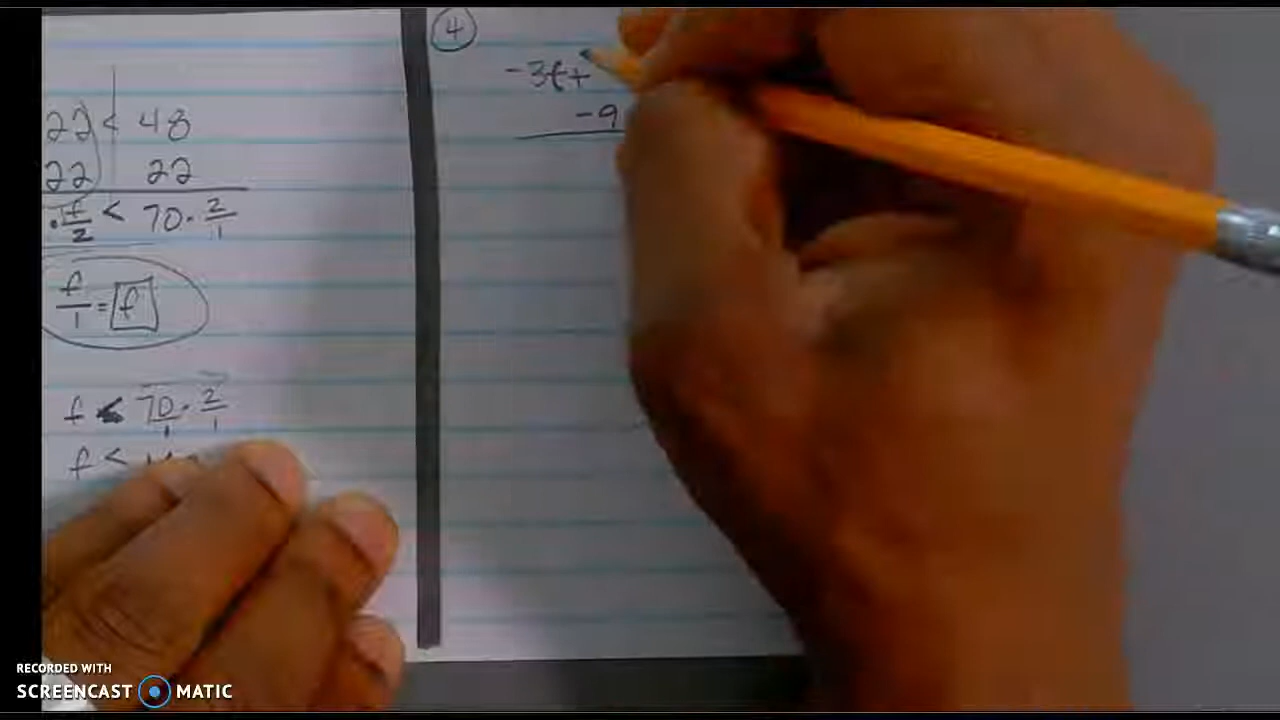 22 < 48
22 22
· f/2 < 70 · 2/1
f/1 = f
f < 70/1 · 2/1
f <
4
-3t +
-9
RECORDED WITH
SCREENCAST MATIC